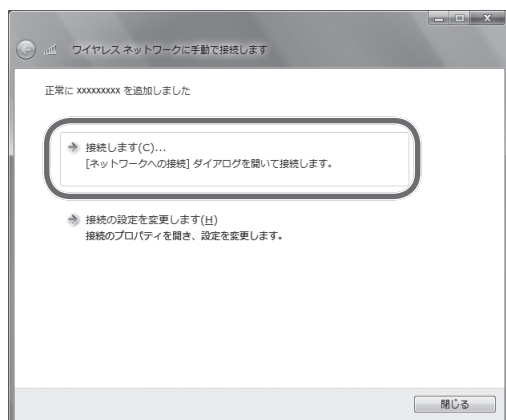 ワイヤレス ネットワークに手動で接続します
正常に xxxxxxxxx を追加しました
接続します(C)...
[ネットワークへの接続] ダイアログを開いて接続します。
接続の設定を変更します(H)
接続のプロパティを開き、設定を変更します。
閉じる